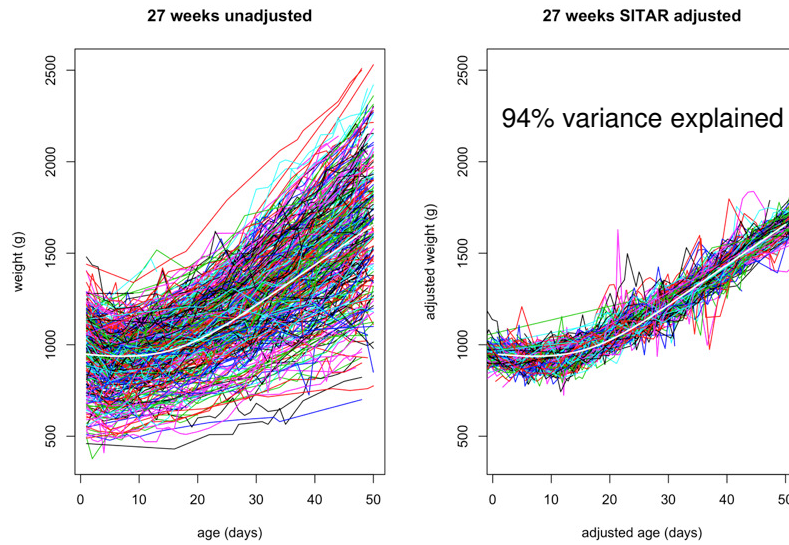 27 weeks unadjusted
27 weeks SITAR adjusted
94% variance explained
weight (g)
2500
2000
1500
1000
500
0 10 20 30 40 50
age (days)
adjusted weight (g)
2500
2000
1500
1000
500
0 10 20 30 40 50
adjusted age (days)